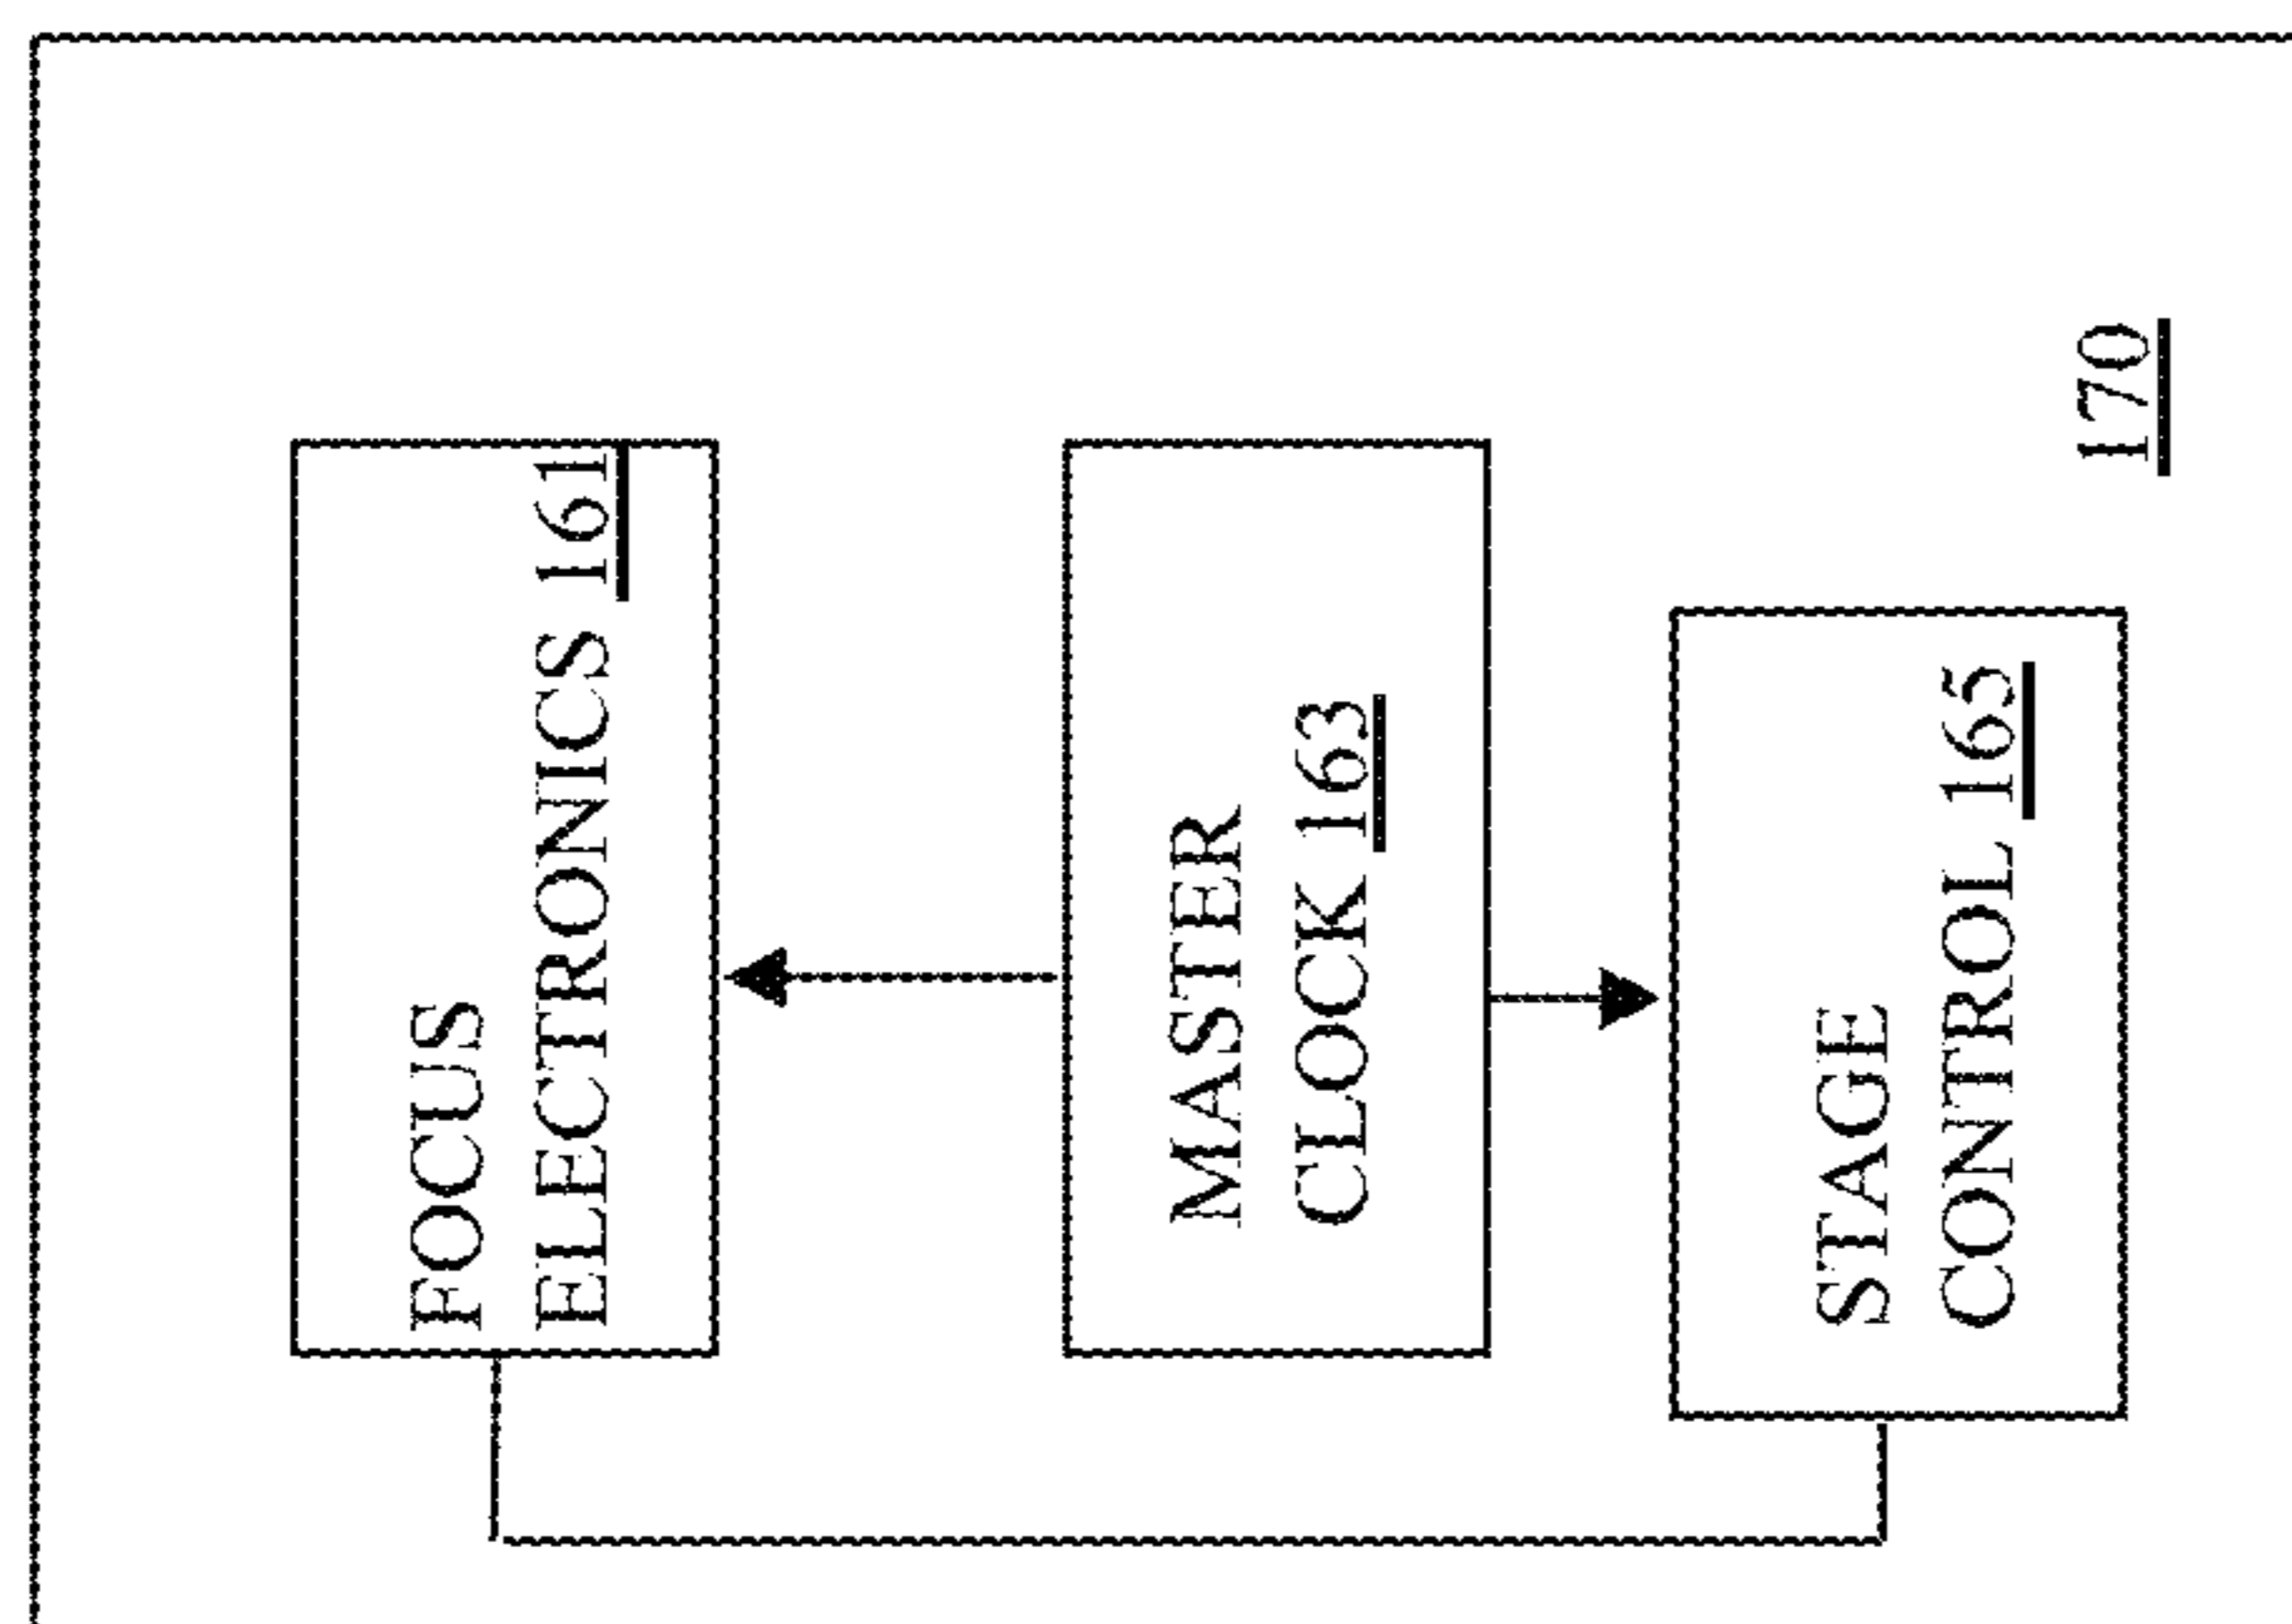 FOCUS
ELECTRONICS 161
MASTER
CLOCK 163
STAGE
CONTROL 165
170